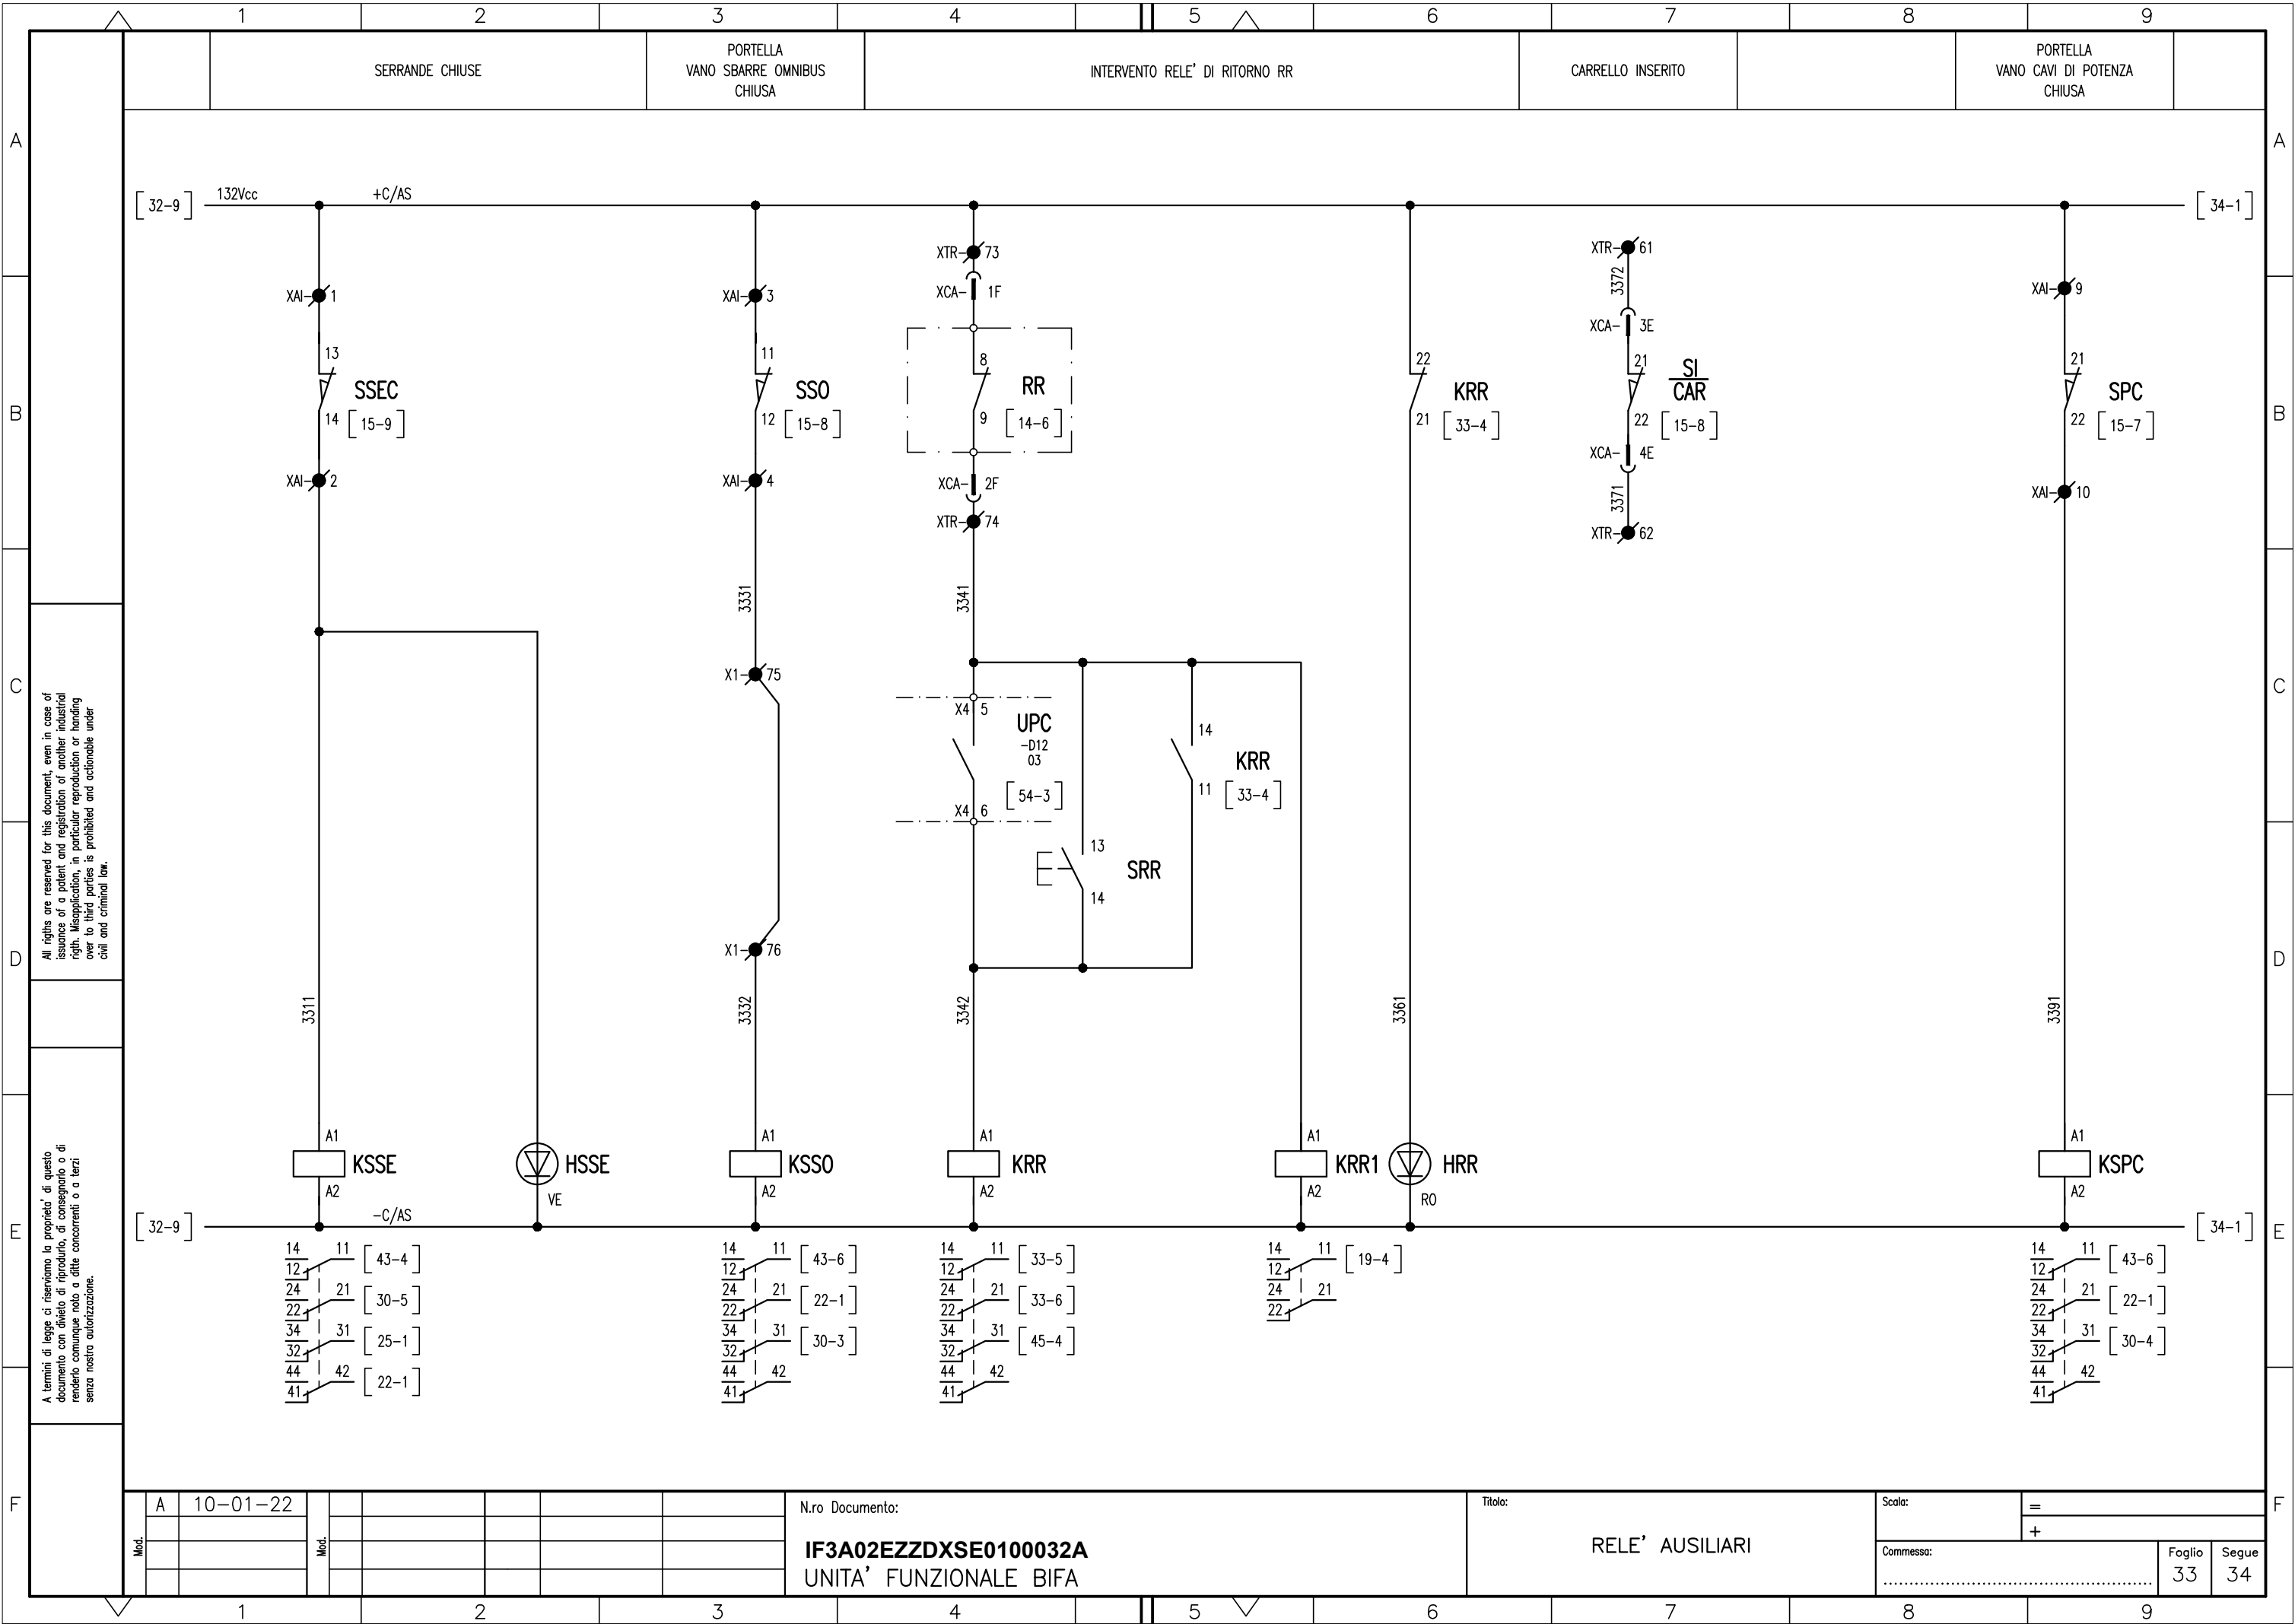 1 2 3 4 5 6 7 8 9
SERRANDE CHIUSE
PORTELLA
VANO SBARRE OMNIBUS
CHIUSA
INTERVENTO RELE' DI RITORNO RR
CARRELLO INSERITO
PORTELLA
VANO CAVI DI POTENZA
CHIUSA
A A
B B
C C
D D
E E
F F
32-9 132Vcc +C/AS 34-1
XAI- 1
13
SSEC
14 15-9
XAI- 2
3311
A1
KSSE
A2
HSSE
VE
XAI- 3
11
SSO
12 15-8
XAI- 4
3331
X1- 75
X1- 76
3332
A1
KSSO
A2
XTR- 73
XCA- 1F
8
RR
9 14-6
XCA- 2F
XTR- 74
3341
X4 5
UPC
-D12
03
54-3
X4 6
13
SRR
14
14
KRR
11 33-4
3342
A1
KRR
A2
A1
KRR1
A2
22
KRR
21 33-4
3361
HRR
RO
XTR- 61
3372
XCA- 3E
21
SI
CAR
22 15-8
XCA- 4E
3371
XTR- 62
XAI- 9
21
SPC
22 15-7
XAI- 10
3391
A1
KSPC
A2
32-9 -C/AS 34-1
14 11 43-4
12
24 21 30-5
22
34 31 25-1
32
44 42 22-1
41
14 11 43-6
12
24 21 22-1
22
34 31 30-3
32
44 42
41
14 11 33-5
12
24 21 33-6
22
34 31 45-4
32
44 42
41
14 11 19-4
12
24 21
22
14 11 43-6
12
24 21 22-1
22
34 31 30-4
32
44 42
41
All rigths are reserved for this document, even in case of
issuance of a patent and registration of another industrial
rigth. Misapplication, in particular reproduction or handing
over to third parties is prohibited and actionable under
civil and criminal law.
A termini di legge ci riserviamo la proprieta' di questo
documento con divieto di riprodurlo, di consegnarlo o di
renderlo comunque noto a ditte concorrenti o a terzi
senza nostra autorizzazione.
Mod. A 10-01-22 Mod.
N.ro Documento:
IF3A02EZZDXSE0100032A
UNITA' FUNZIONALE BIFA
Titolo:
RELE' AUSILIARI
Scala:
=
+
Commessa:
Foglio
33
Segue
34
1 2 3 4 5 6 7 8 9